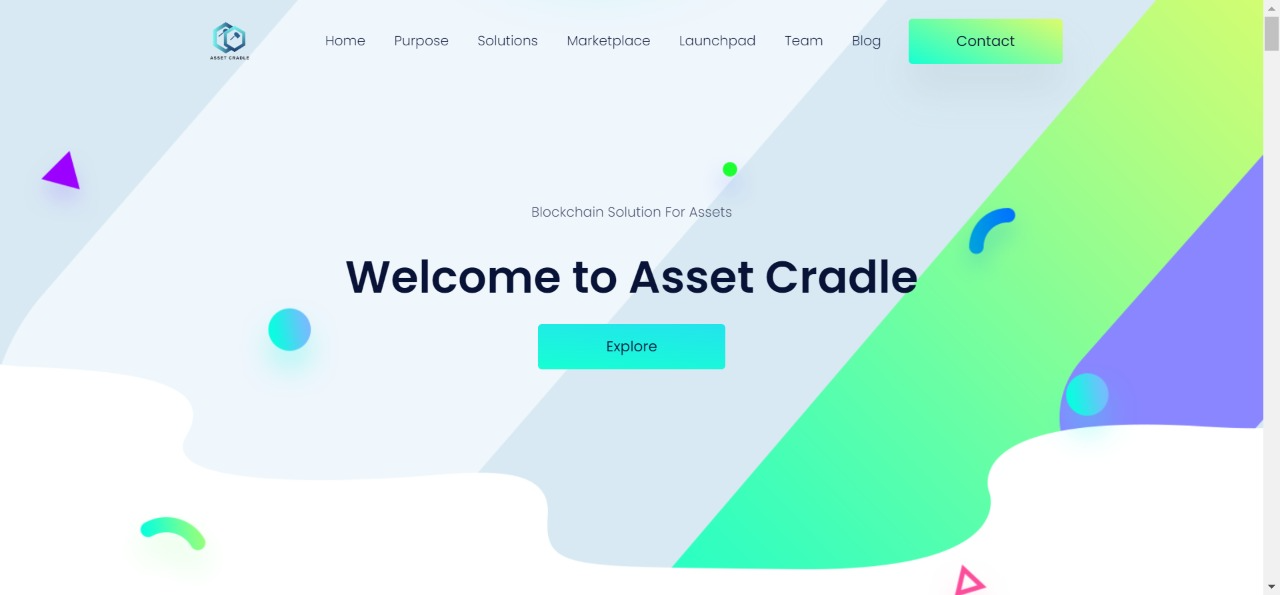 ASSET CRADLE
Home Purpose Solutions Marketplace Launchpad Team Blog Contact
Blockchain Solution For Assets
Welcome to Asset Cradle
Explore